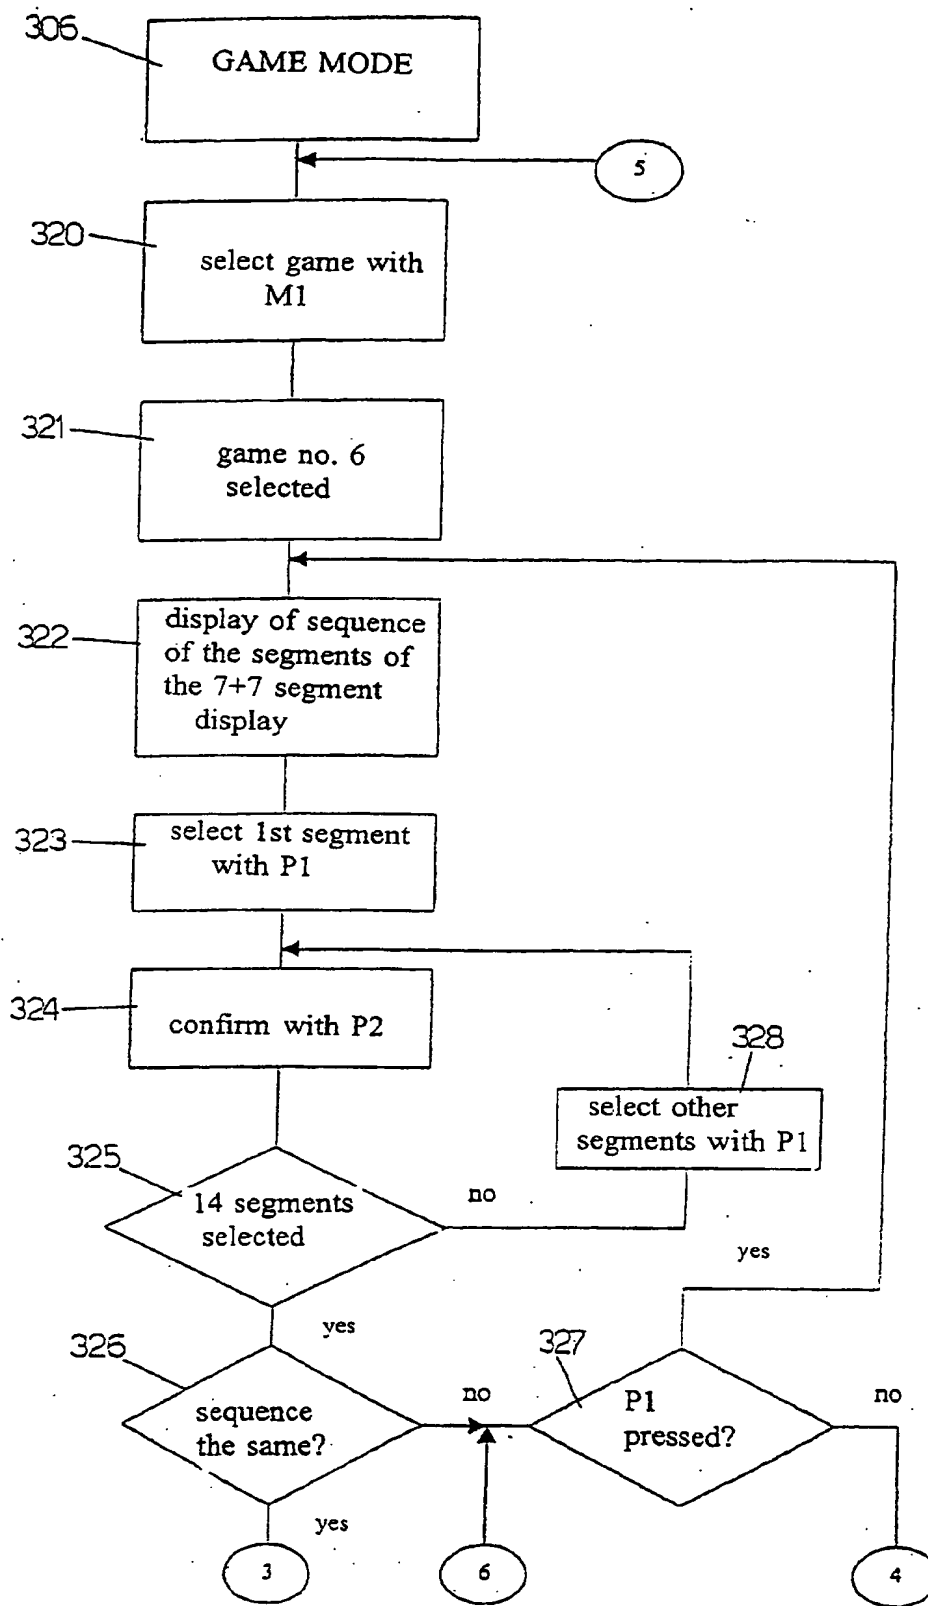 306
GAME MODE
5
320
select game with
M1
321
game no. 6
selected
322
display of sequence
of the segments of
the 7+7 segment
display
323
select 1st segment
with P1
324
confirm with P2
328
select other
segments with P1
325
14 segments
selected
no
yes
yes
326
sequence
the same?
no
327
P1
pressed?
no
yes
3
6
4